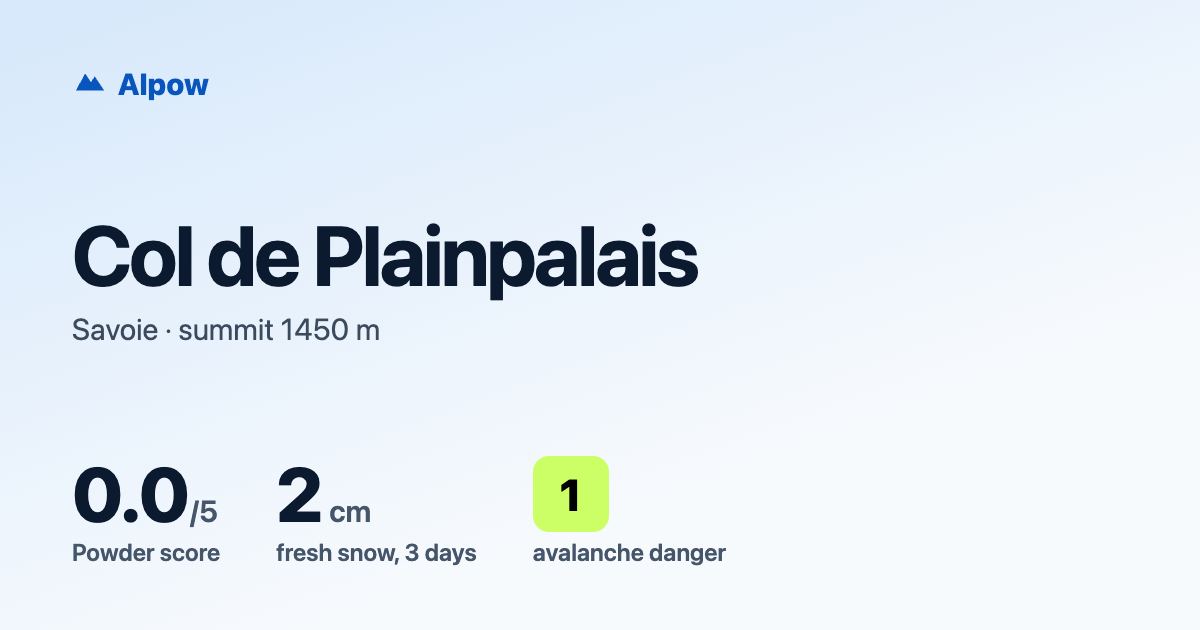 Alpow
Col de Plainpalais
Savoie · summit 1450 m
0.0/5
Powder score
2 cm
fresh snow, 3 days
1
avalanche danger